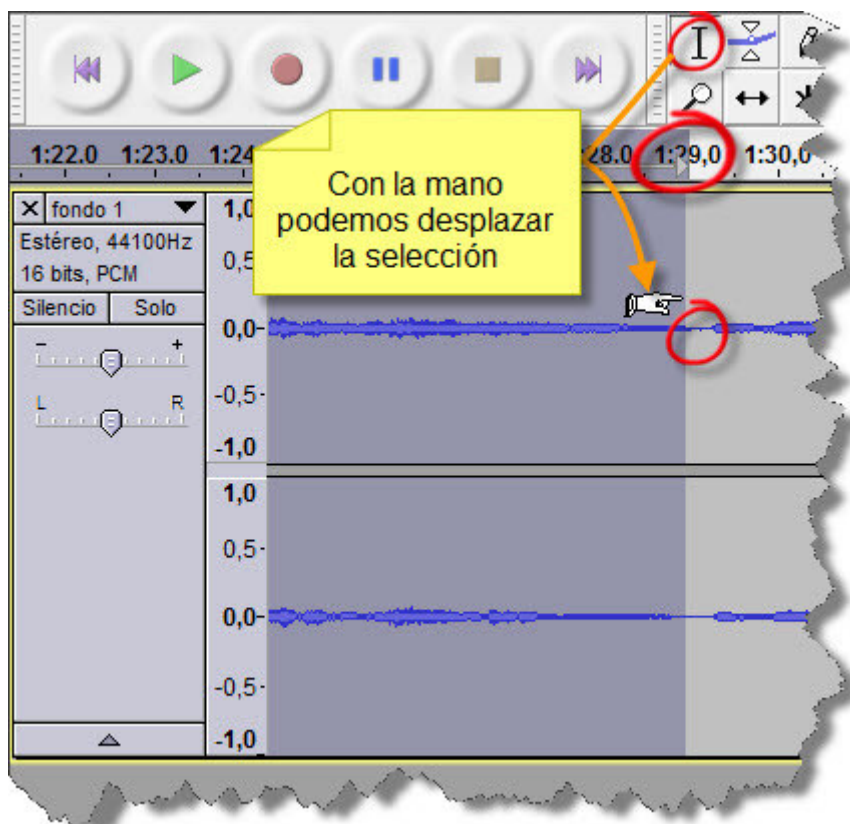 1:22.0 1:23.0 1:24 :28.0 1:29,0 1:30,0
Con la mano
podemos desplazar
la selección
fondo 1
Estéreo, 44100Hz
16 bits, PCM
Silencio Solo
- +
L R
1,0
0,5
0,0
-0,5
-1,0
1,0
0,5
0,0
-0,5
-1,0